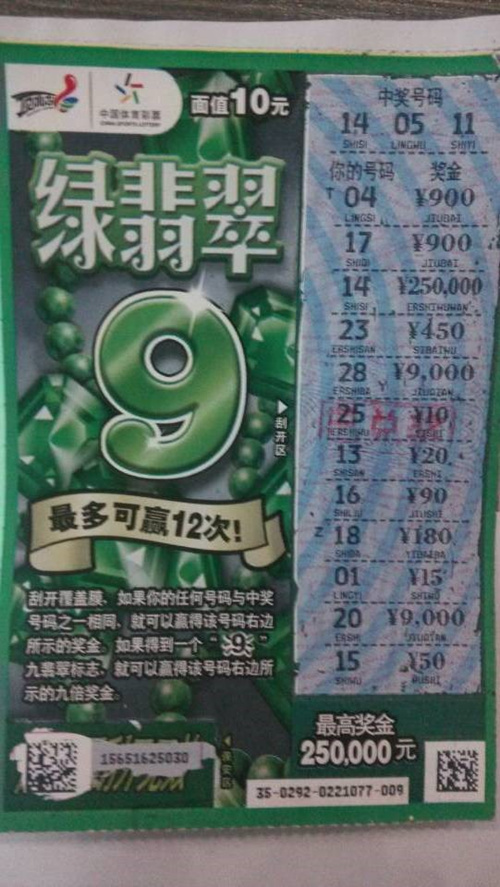 中国体育彩票
CHINA SPORTS LOTTERY
面值10元
绿翡翠
9
刮开区
最多可赢12次!
刮开覆盖膜,如果你的任何号码与中奖
号码之一相同,就可以赢得该号码右边
所示的奖金。如果得到一个“9”
九翡翠标志,就可以赢得该号码右边所
示的九倍奖金。
15651625030
中奖号码
14 05 11
SHISI LINGWU SHIYI
你的号码 奖金
T 04 ¥900
LINGSI JIUBAI
17 ¥900
SHIQI JIUBAI
14 ¥250,000
SHISI ERSHIWUWAN
23 ¥450
ERSHISAN SIBAIWU
28 Y ¥9,000
ERSHIBA JIUQIAN
25 ¥10
13 ¥20
SHISAN ERSHI
16 ¥90
SHILIU JIUSHI
Z 18 ¥180
SHIBA YIBAIBA
01 ¥15
LINGYI SHIWU
20 ¥9,000
ERSHI JIUQIAN
15 ¥50
SHIWU WUSHI
最高奖金
250,000元
35-0292-0221077-009